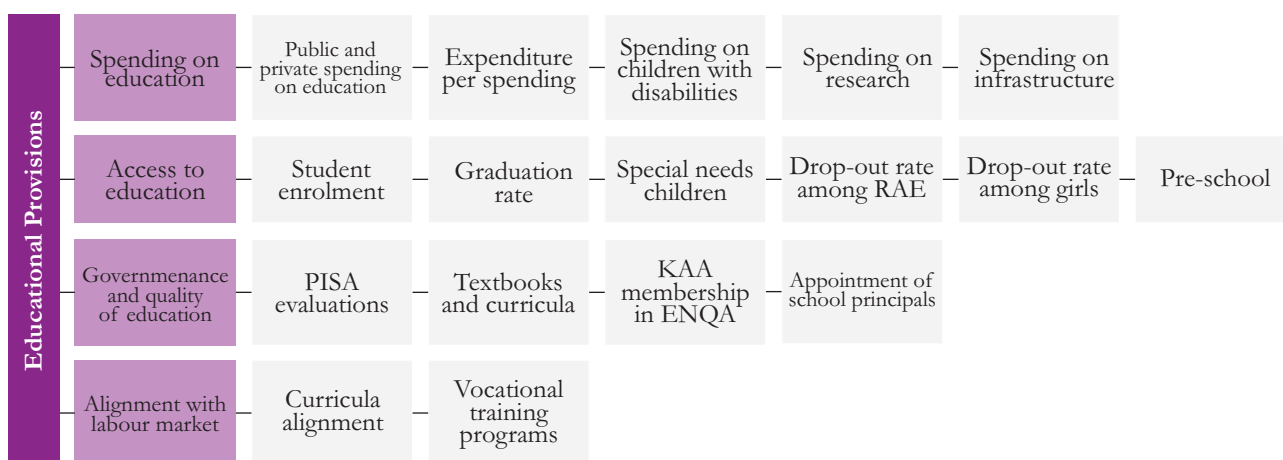 Educational Provisions
Spending on
education
Public and
private spending
on education
Expenditure
per spending
Spending on
children with
disabilities
Spending on
research
Spending on
infrastructure
Access to
education
Student
enrolment
Graduation
rate
Special needs
children
Drop-out rate
among RAE
Drop-out rate
among girls
Pre-school
Governmenance
and quality
of education
PISA
evaluations
Textbooks
and curricula
KAA
membership
in ENQA
Appointment of
school principals
Alignment with
labour market
Curricula
alignment
Vocational
training
programs